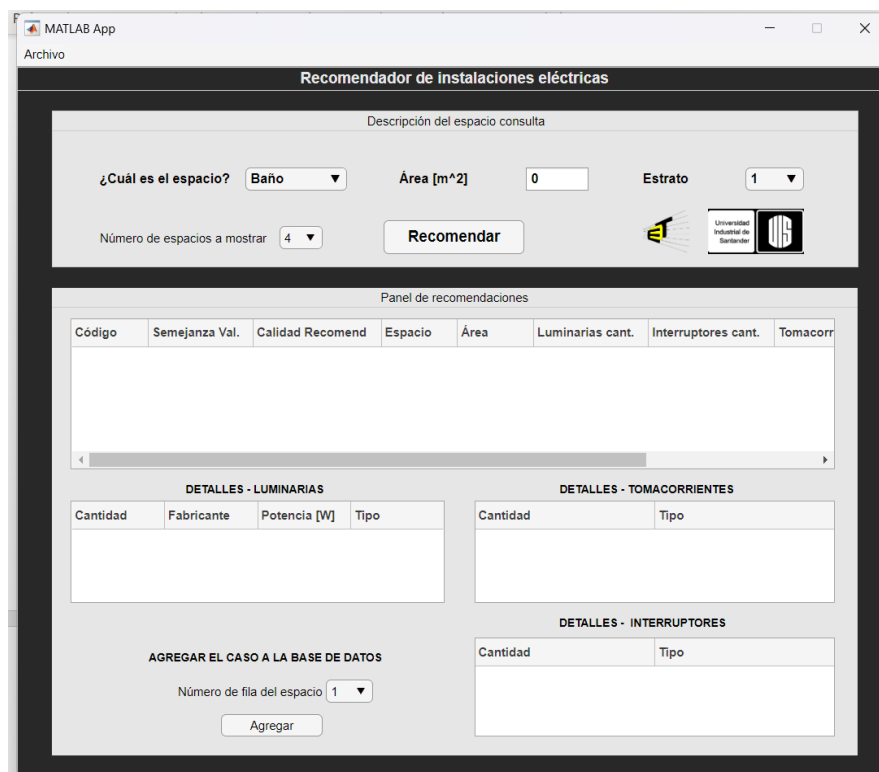 MATLAB App
Archivo
Recomendador de instalaciones eléctricas
Descripción del espacio consulta
¿Cuál es el espacio? Baño Área [m^2] 0 Estrato 1
Número de espacios a mostrar 4 Recomendar
Universidad
Industrial de
Santander
Panel de recomendaciones
Código Semejanza Val. Calidad Recomend Espacio Área Luminarias cant. Interruptores cant. Tomacorr
DETALLES - LUMINARIAS DETALLES - TOMACORRIENTES
Cantidad Fabricante Potencia [W] Tipo Cantidad Tipo
DETALLES - INTERRUPTORES
Cantidad Tipo
AGREGAR EL CASO A LA BASE DE DATOS
Número de fila del espacio 1
Agregar